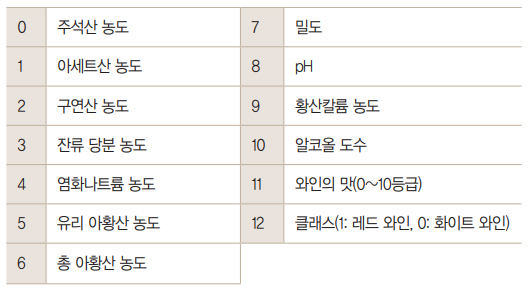 0 주석산 농도
1 아세트산 농도
2 구연산 농도
3 잔류 당분 농도
4 염화나트륨 농도
5 유리 아황산 농도
6 총 아황산 농도
7 밀도
8 pH
9 황산칼륨 농도
10 알코올 도수
11 와인의 맛(0~10등급)
12 클래스(1: 레드 와인, 0: 화이트 와인)